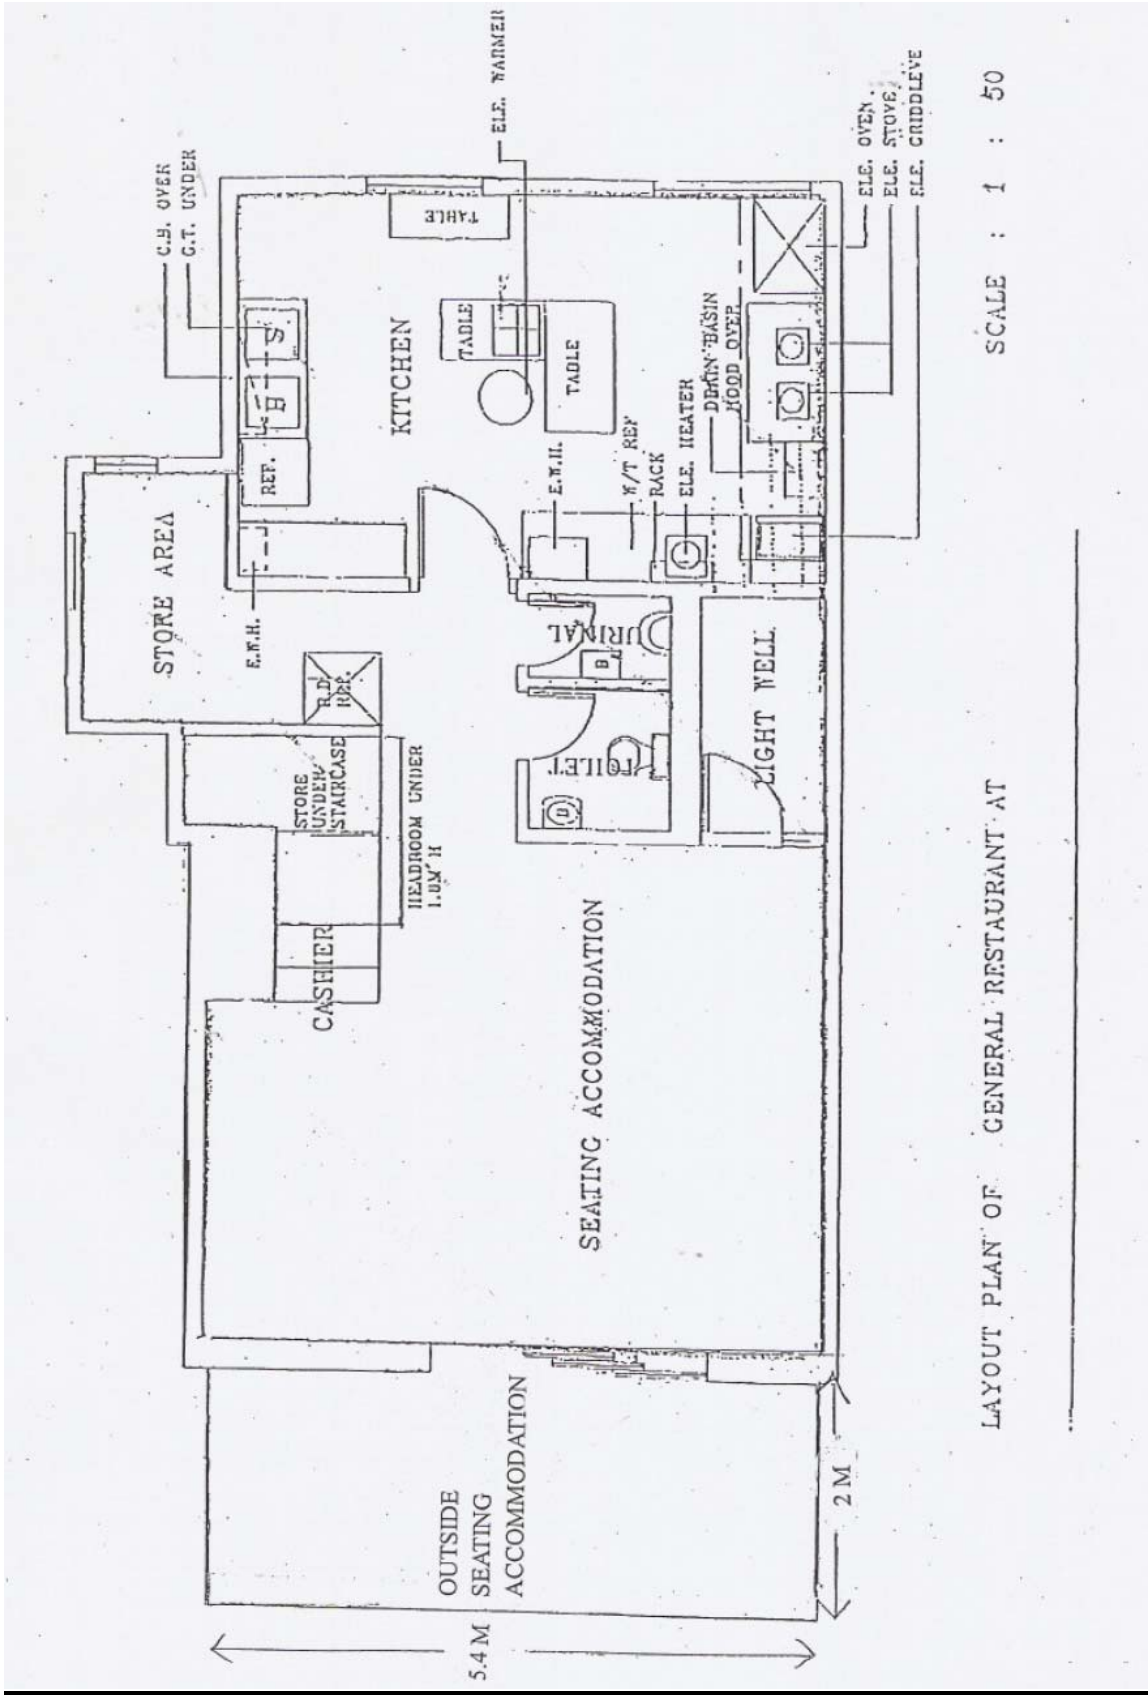 C.B. OVER
G.T. UNDER
ELE. WARMER
TABLE
KITCHEN
TABLE
TABLE
REF.
E.W.H.
W/T REF
RACK
ELE. HEATER
DRAIN BASIN
HOOD OVER
ELE. OVEN.
ELE. STOVE
ELE. GRIDDLEVE
STORE AREA
E.W.H.
R.D.
REF.
URINAL
B
TOILET
LIGHT WELL
STORE
UNDER
STAIRCASE
HEADROOM UNDER
CASHIER
SEATING ACCOMMODATION
OUTSIDE
SEATING
ACCOMMODATION
5.4 M
2 M
LAYOUT PLAN OF GENERAL RESTAURANT AT
SCALE : 1 : 50